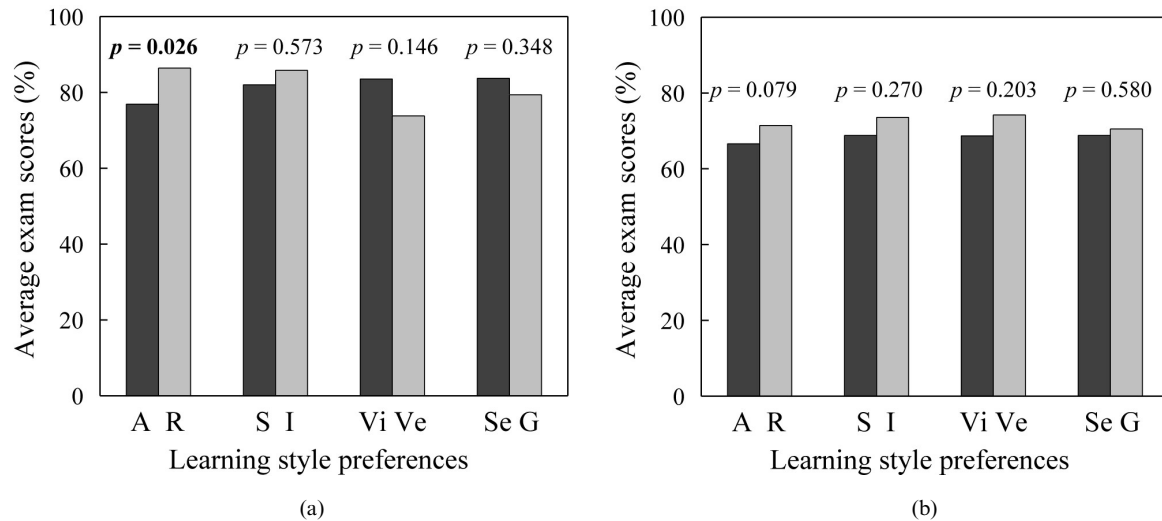 100
80
60
40
20
0
Average exam scores (%)
p = 0.026 p = 0.573 p = 0.146 p = 0.348
A R S I Vi Ve Se G
Learning style preferences
(a)
100
80
60
40
20
0
Average exam scores (%)
p = 0.079 p = 0.270 p = 0.203 p = 0.580
A R S I Vi Ve Se G
Learning style preferences
(b)